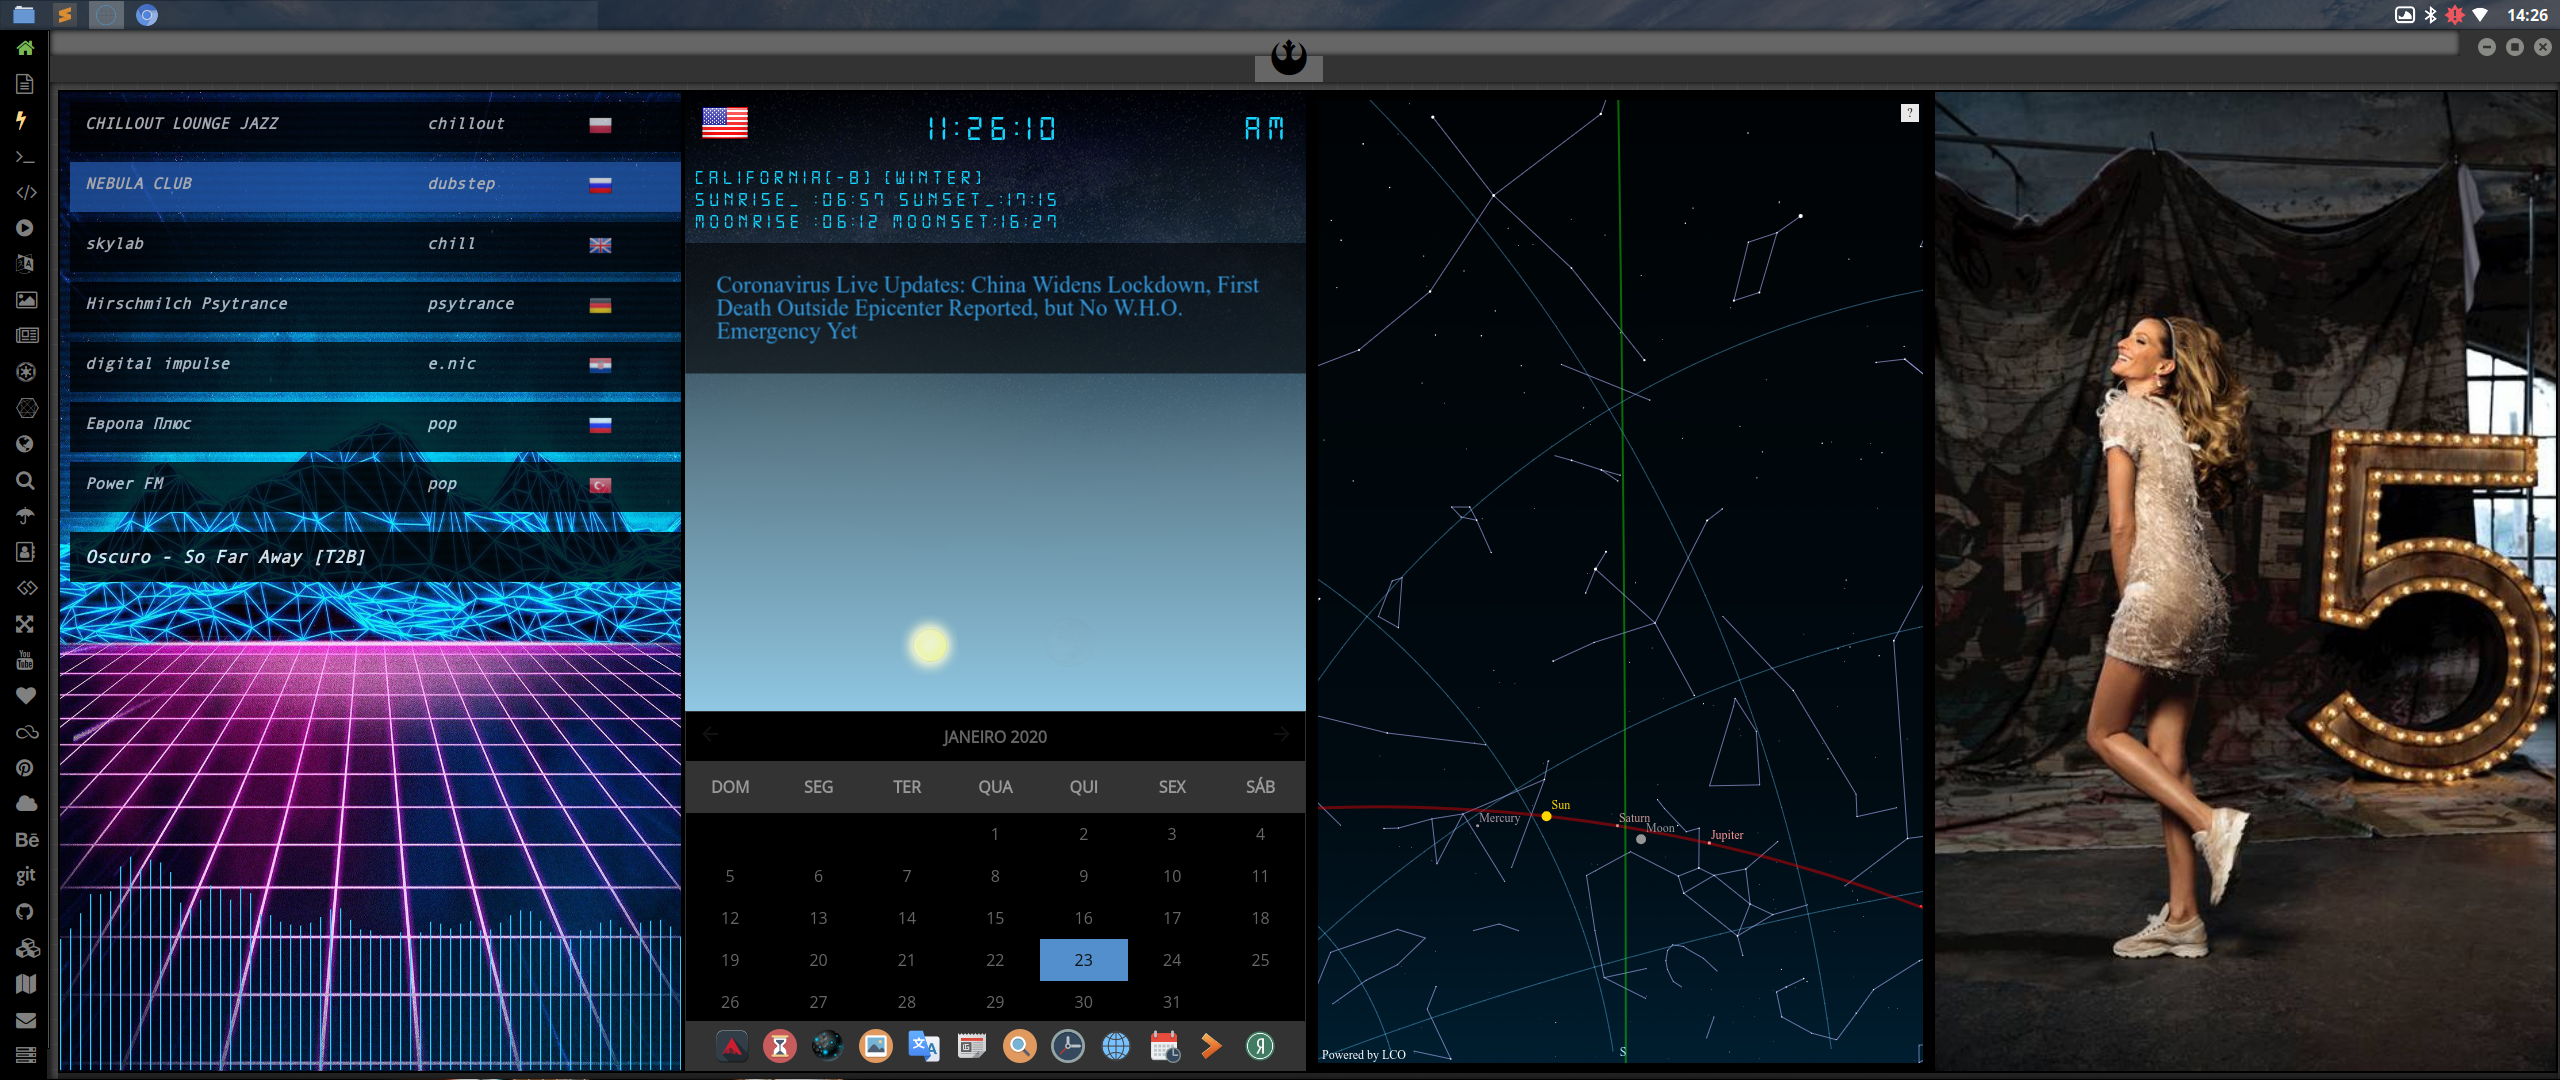 14:26
CHILLOUT LOUNGE JAZZ chillout
NEBULA CLUB dubstep
skylab chill
Hirschmilch Psytrance psytrance
digital impulse e.nic
Европа Плюс pop
Power FM pop
Oscuro - So Far Away [T2B]
You
Tube
Bē
git
11:26:10 AM
CALIFORNIA[-8] [WINTER]
SUNRISE_ :06:57 SUNSET_:17:15
MOONRISE :06:12 MOONSET:16:27
Coronavirus Live Updates: China Widens Lockdown, First
Death Outside Epicenter Reported, but No W.H.O.
Emergency Yet
JANEIRO 2020
DOM SEG TER QUA QUI SEX SÁB
1 2 3 4
5 6 7 8 9 10 11
12 13 14 15 16 17 18
19 20 21 22 23 24 25
26 27 28 29 30 31
文 A
Я
?
Sun
Mercury
Saturn
Moon
Jupiter
S
Powered by LCO
5